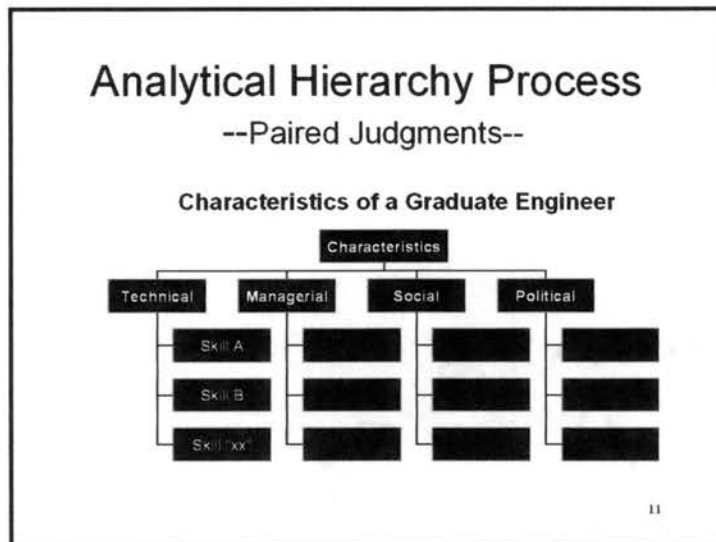 Analytical Hierarchy Process
--Paired Judgments--
Characteristics of a Graduate Engineer
Characteristics
Technical Managerial Social Political
Skill A
Skill B
Skill "xx"
11